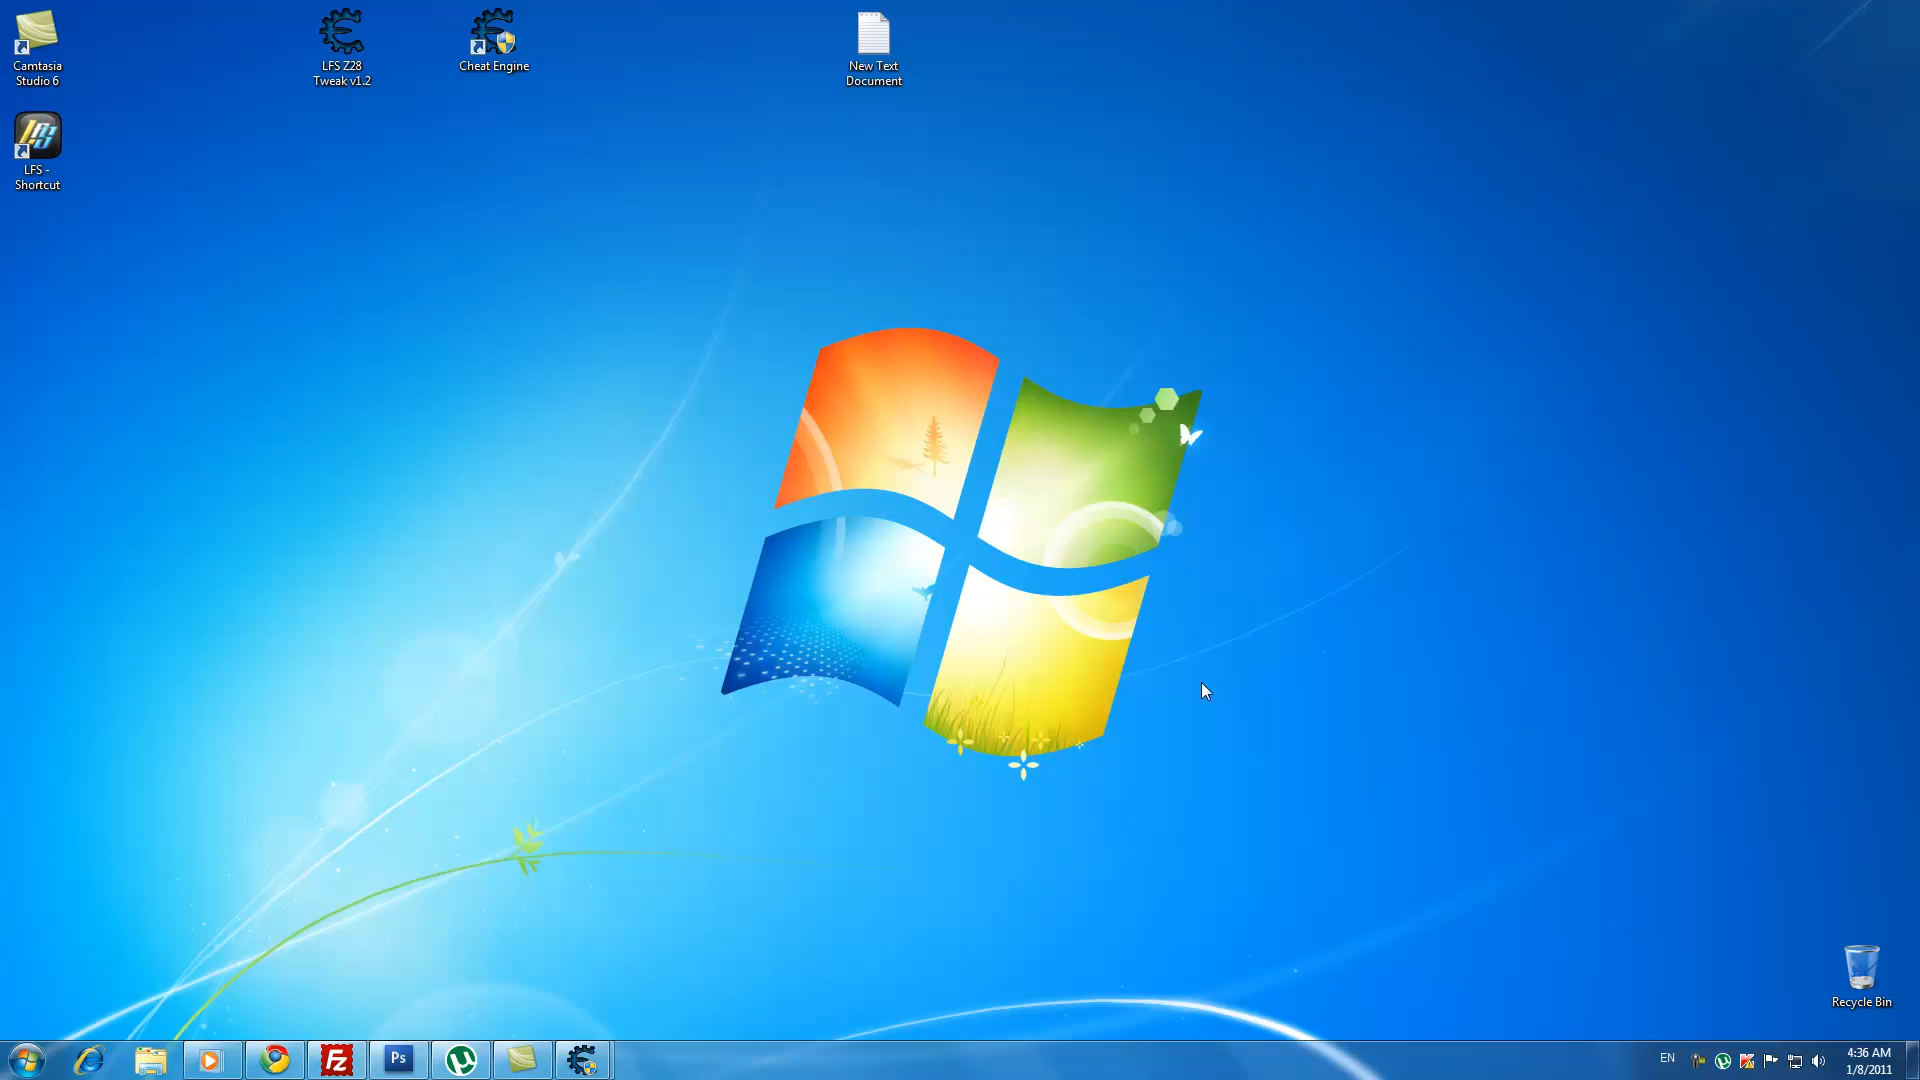 Camtasia
Studio 6
LFS Z28
Tweak v1.2
Cheat Engine
New Text
Document
LFS -
Shortcut
Recycle Bin
Fz
Ps
EN
4:36 AM
1/8/2011